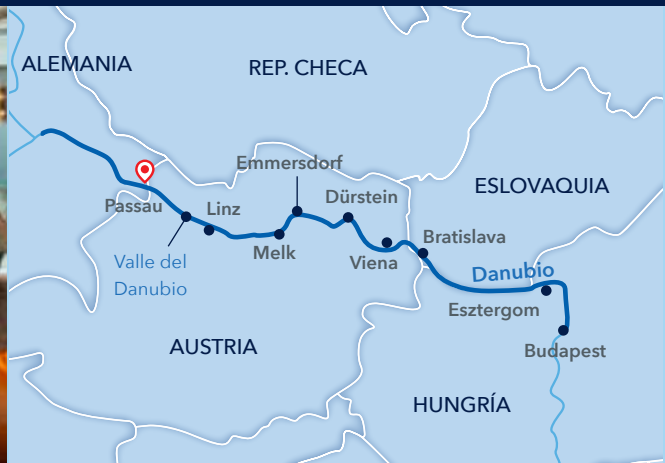 ALEMANIA
REP. CHECA
Emmersdorf
Dürstein
ESLOVAQUIA
Passau
Linz
Bratislava
Melk
Viena
Valle del
Danubio
Danubio
Esztergom
AUSTRIA
Budapest
HUNGRÍA